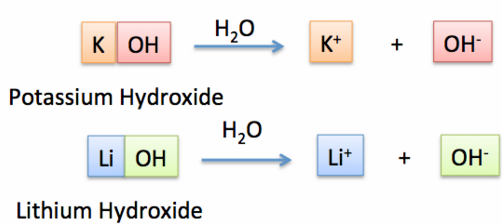 H₂O
K OH K⁺ + OH⁻
Potassium Hydroxide
H₂O
Li OH Li⁺ + OH⁻
Lithium Hydroxide